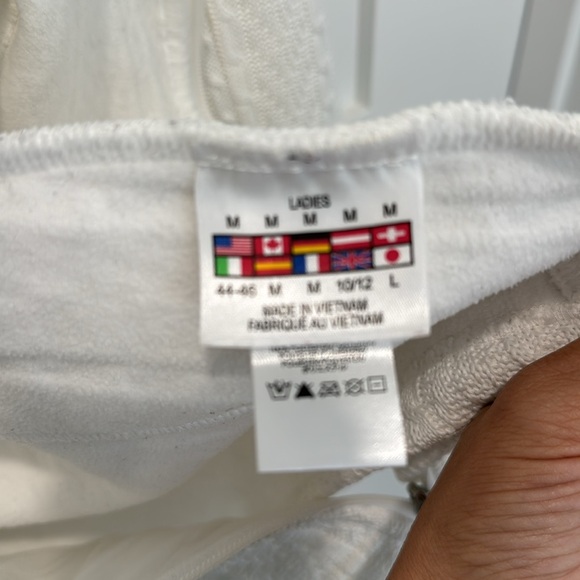 LADIES
M M M M M
44-46 M M 10/12 L
MADE IN VIETNAM
FABRIQUÉ AU VIETNAM